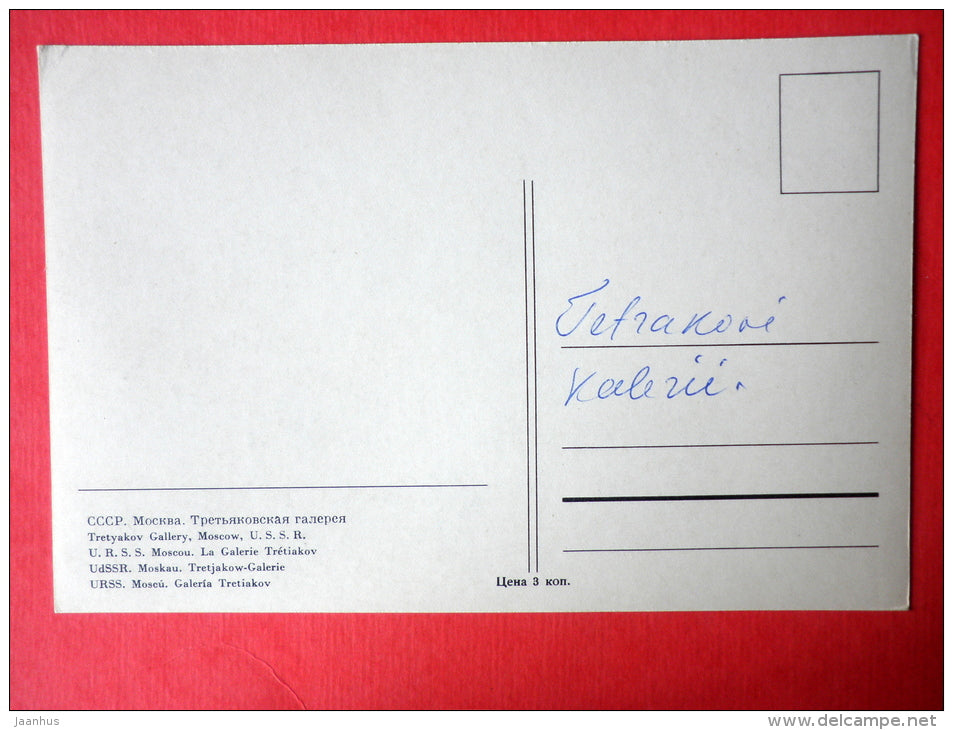 Tetrakovi
Kalerii.
СССР. Москва. Третьяковская галерея
Tretyakov Gallery, Moscow, U. S. S. R.
U. R. S. S. Moscou. La Galerie Trétiakov
UdSSR. Moskau. Tretjakow-Galerie
URSS. Moscú. Galería Tretiakov
Цена 3 коп.
Jaanhus
www.delcampe.net